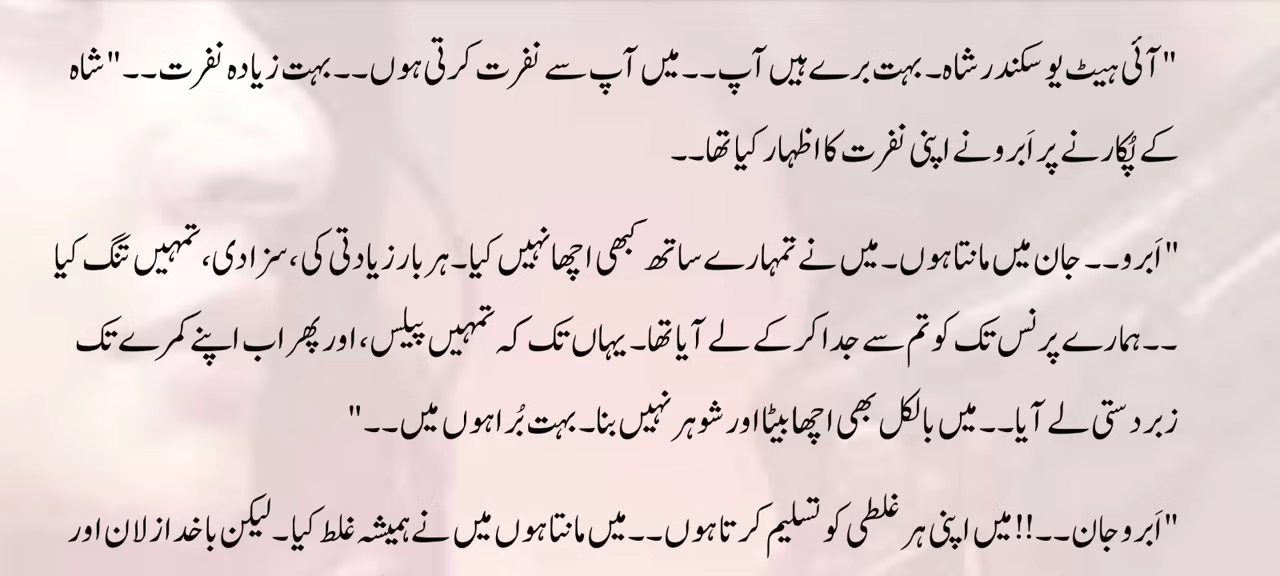 "آئی ہیٹ یو سکندر شاہ۔ بہت برے ہیں آپ۔۔ میں آپ سے نفرت کرتی ہوں۔۔ بہت زیادہ نفرت۔۔" شاہ
کے پُکارنے پر اَبرو نے اپنی نفرت کا اظہار کیا تھا۔۔
"اَبرو۔۔ جان میں مانتا ہوں۔ میں نے تمہارے ساتھ کبھی اچھا نہیں کیا۔ ہر بار زیادتی کی، سزا دی، تمہیں تنگ کیا
۔۔ ہمارے پرنس تک کو تم سے جدا کر کے لے آیا تھا۔ یہاں تک کہ تمہیں پیلس، اور پھر اب اپنے کمرے تک
زبردستی لے آیا۔۔ میں بالکل بھی اچھا بیٹا اور شوہر نہیں بنا۔ بہت بُرا ہوں میں۔۔"
"اَبرو جان۔۔!! میں اپنی ہر غلطی کو تسلیم کرتا ہوں۔۔ میں مانتا ہوں میں نے ہمیشہ غلط کیا۔ لیکن باخدا زلان اور